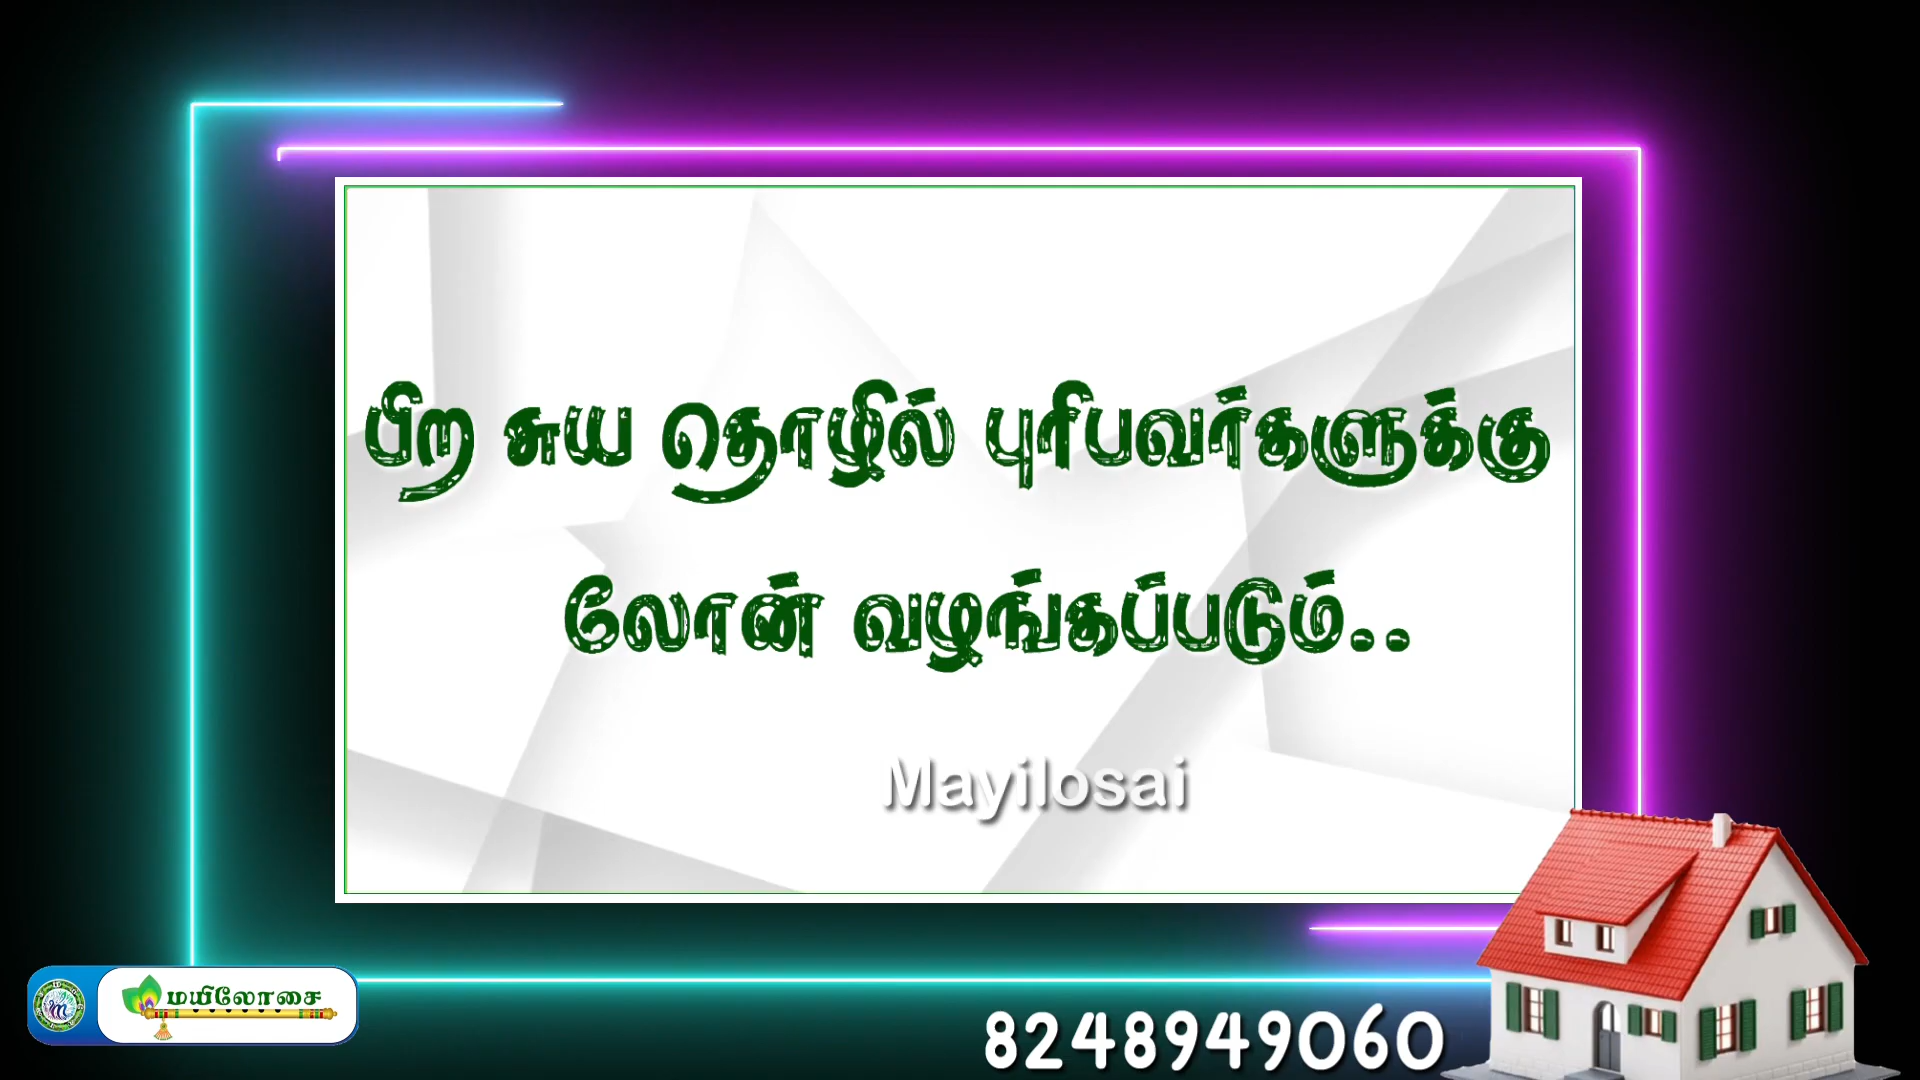 பிற சுய தொழில் புரிபவர்களுக்கு
லோன் வழங்கப்படும்..
Mayilosai
மயிலோசை
8248949060